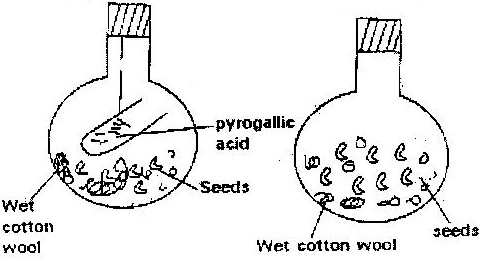 pyrogallic
acid
Seeds
Wet
cotton
wool
Wet cotton wool
seeds